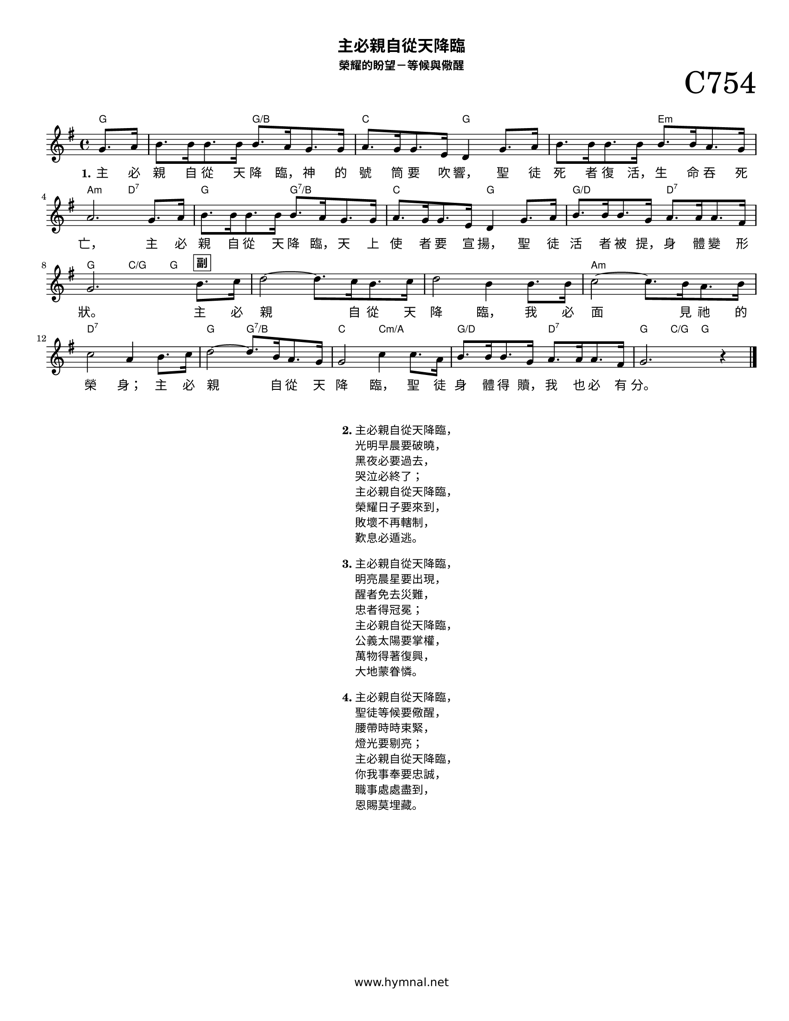 主必親自從天降臨
榮耀的盼望－等候與儆醒
C754
G G/B C G Em
1. 主 必 親 自從 天降 臨，神 的 號 筒要 吹響， 聖 徒 死 者復 活，生 命吞 死
4 Am D7 G G7/B C G G/D D7
亡， 主 必 親 自從 天降 臨，天 上 使 者要 宣揚， 聖 徒 活 者被 提，身 體變 形
8 G C/G G 副 Am
狀。 主 必 親 自從 天 降 臨， 我 必 面 見祂 的
12 D7 G G7/B C Cm/A G/D D7 G C/G G
榮 身； 主 必 親 自從 天 降 臨， 聖 徒 身 體得 贖，我 也必 有分。
2. 主必親自從天降臨，
光明早晨要破曉，
黑夜必要過去，
哭泣必終了；
主必親自從天降臨，
榮耀日子要來到，
敗壞不再轄制，
歎息必遁逃。
3. 主必親自從天降臨，
明亮晨星要出現，
醒者免去災難，
忠者得冠冕；
主必親自從天降臨，
公義太陽要掌權，
萬物得著復興，
大地蒙眷憐。
4. 主必親自從天降臨，
聖徒等候要儆醒，
腰帶時時束緊，
燈光要剔亮；
主必親自從天降臨，
你我事奉要忠誠，
職事處處盡到，
恩賜莫埋藏。
www.hymnal.net